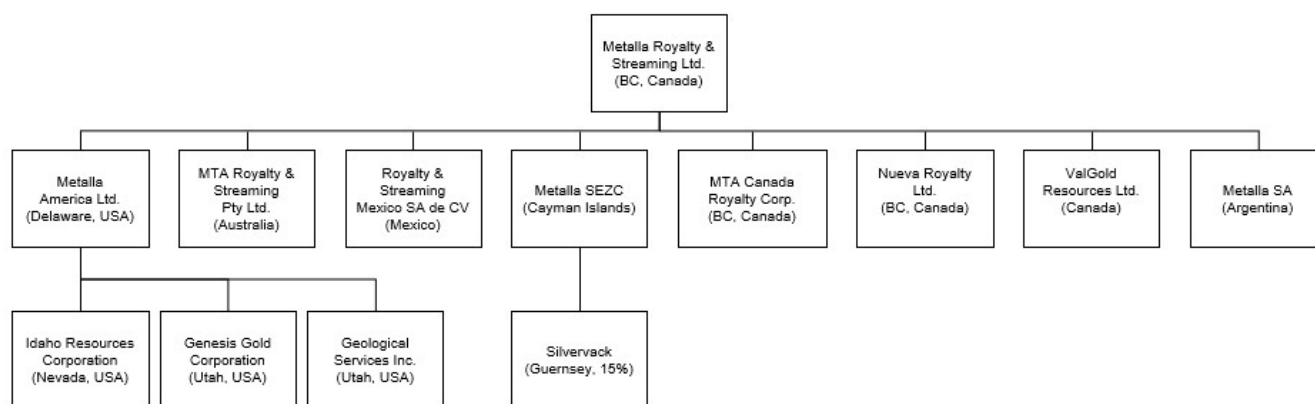 Metalla Royalty &
Streaming Ltd.
(BC, Canada)
Metalla
America Ltd.
(Delaware, USA)
MTA Royalty &
Streaming
Pty Ltd.
(Australia)
Royalty &
Streaming
Mexico SA de CV
(Mexico)
Metalla SEZC
(Cayman Islands)
MTA Canada
Royalty Corp.
(BC, Canada)
Nueva Royalty
Ltd.
(BC, Canada)
ValGold
Resources Ltd.
(Canada)
Metalla SA
(Argentina)
Idaho Resources
Corporation
(Nevada, USA)
Genesis Gold
Corporation
(Utah, USA)
Geological
Services Inc.
(Utah, USA)
Silvervack
(Guernsey, 15%)